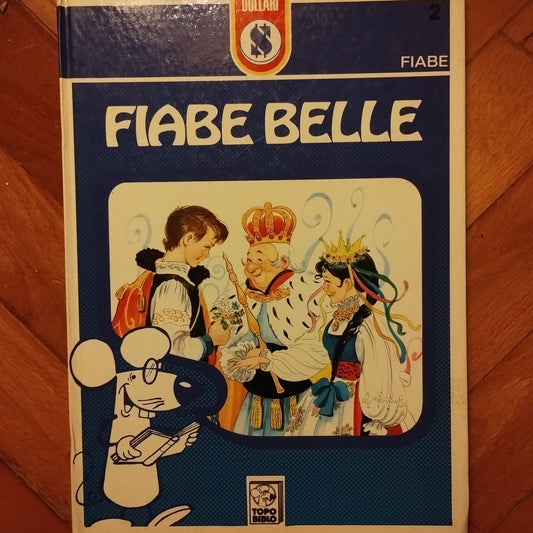 DOLLARI
$
2
FIABE
FIABE BELLE
TOPO
BIBLO